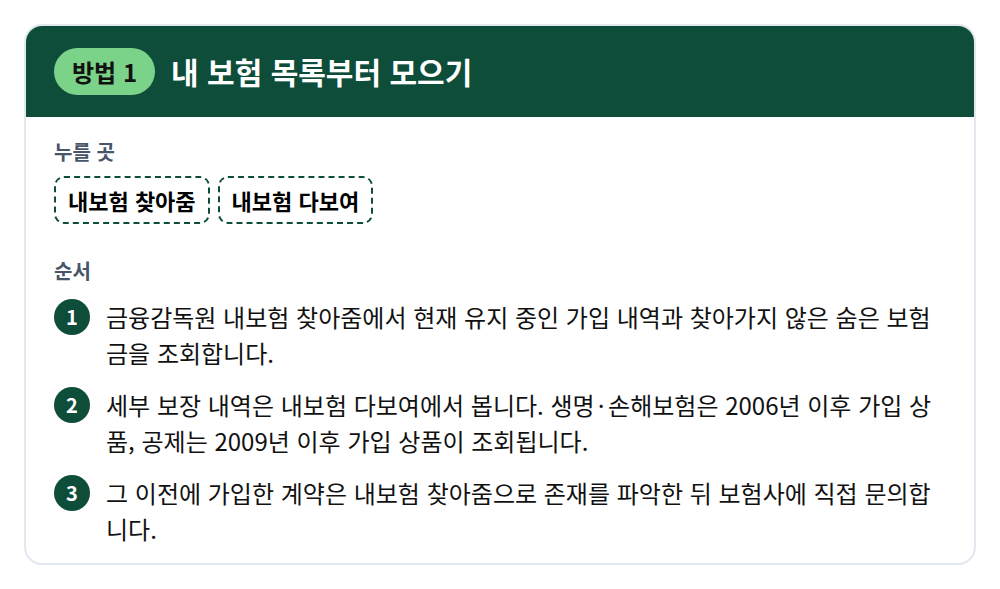 방법 1 내 보험 목록부터 모으기
누를 곳
내보험 찾아줌 내보험 다보여
순서
1 금융감독원 내보험 찾아줌에서 현재 유지 중인 가입 내역과 찾아가지 않은 숨은 보험
금을 조회합니다.
2 세부 보장 내역은 내보험 다보여에서 봅니다. 생명·손해보험은 2006년 이후 가입 상
품, 공제는 2009년 이후 가입 상품이 조회됩니다.
3 그 이전에 가입한 계약은 내보험 찾아줌으로 존재를 파악한 뒤 보험사에 직접 문의합
니다.